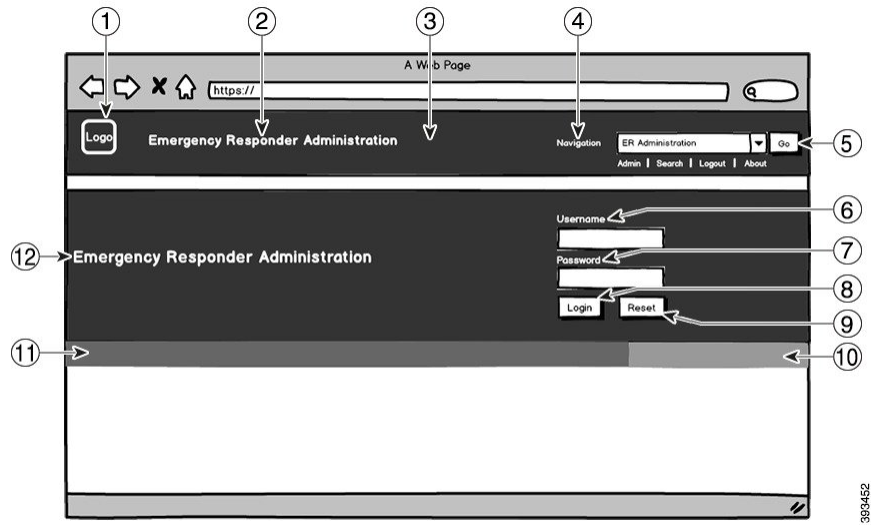 1 2 3 4
A Web Page
https://
Logo
Emergency Responder Administration
Navigation
ER Administration
Go
5
Admin | Search | Logout | About
Username
6
Password
7
12
Emergency Responder Administration
Login
Reset
8
9
11
10
393452